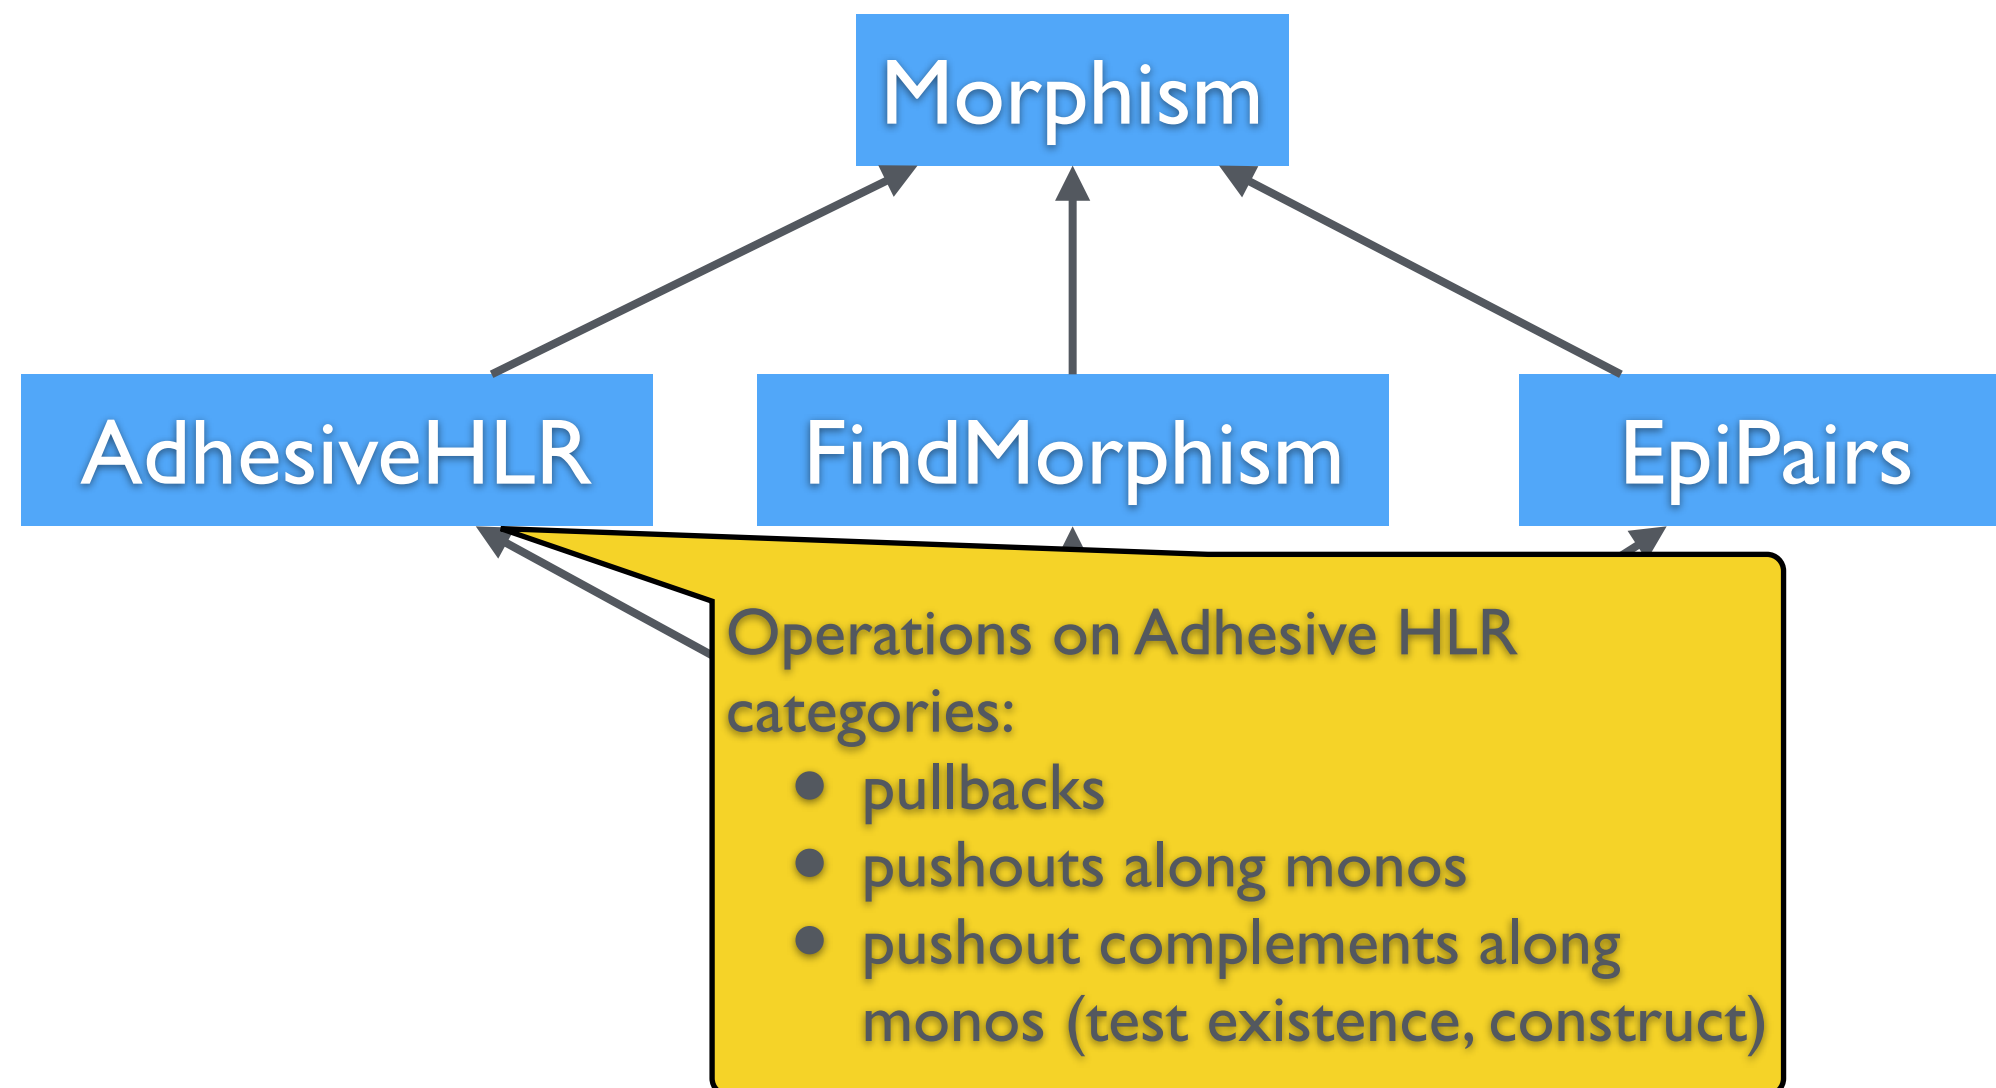 Morphism
AdhesiveHLR
FindMorphism
EpiPairs
Operations on Adhesive HLR
categories:
• pullbacks
• pushouts along monos
• pushout complements along
monos (test existence, construct)